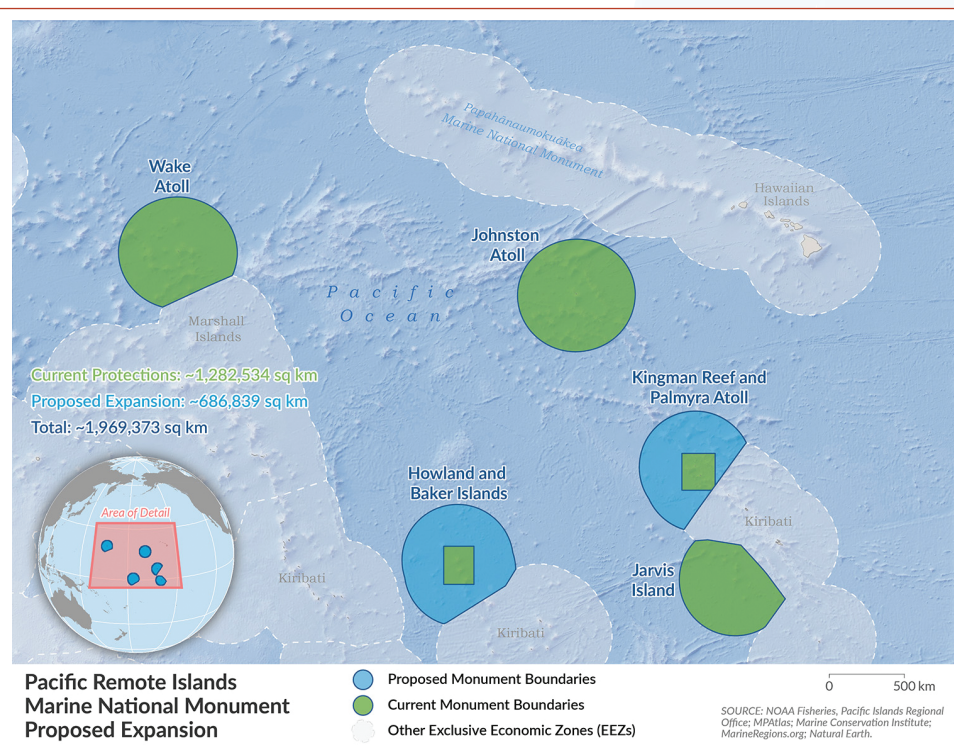 Papahānaumokuākea
Marine National Monument
Wake
Atoll
Hawaiian
Islands
Johnston
Atoll
Pacific
Ocean
Marshall
Islands
Current Protections: ~1,282,534 sq km
Proposed Expansion: ~686,839 sq km
Total: ~1,969,373 sq km
Kingman Reef and
Palmyra Atoll
Howland and
Baker Islands
Area of Detail
Kiribati
Jarvis
Island
Kiribati
Kiribati
Pacific Remote Islands
Marine National Monument
Proposed Expansion
Proposed Monument Boundaries
Current Monument Boundaries
Other Exclusive Economic Zones (EEZs)
0 500 km
SOURCE: NOAA Fisheries, Pacific Islands Regional
Office; MPAtlas; Marine Conservation Institute;
MarineRegions.org; Natural Earth.